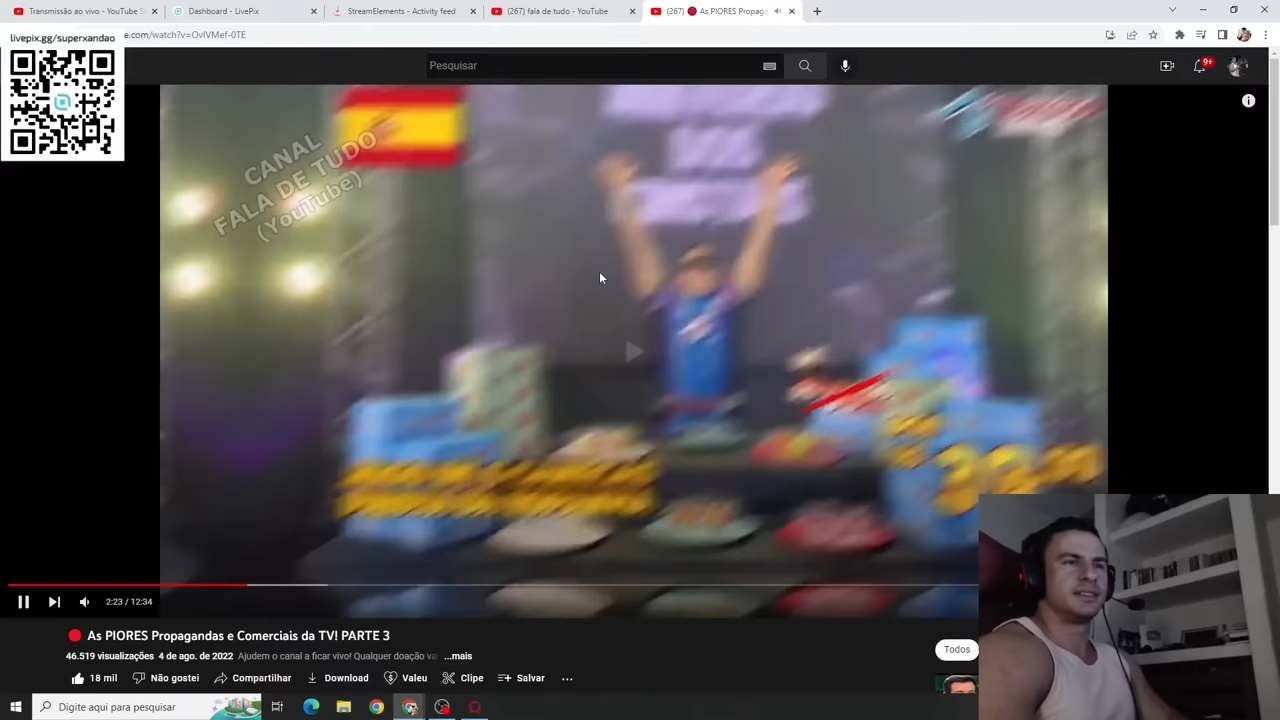 (267) fala de tudo - YouTube
Dashboard - LivePix
StreamElements - Activity feed
Transmissão ao vivo - YouTube S
(267) As PIORES Propaga
livepix.gg/superxandao
e.com/watch?v=OvIVMef-0TE
Pesquisar
9+
CANAL
FALA DE TUDO
(YouTube)
DOS
2:23 / 12:34
As PIORES Propagandas e Comerciais da TV! PARTE 3
46.519 visualizações 4 de ago. de 2022 Ajudem o canal a ficar vivo! Qualquer doação va ...mais
Todos
18 mil Não gostei Compartilhar Download Valeu Clipe Salvar ...
Digite aqui para pesquisar